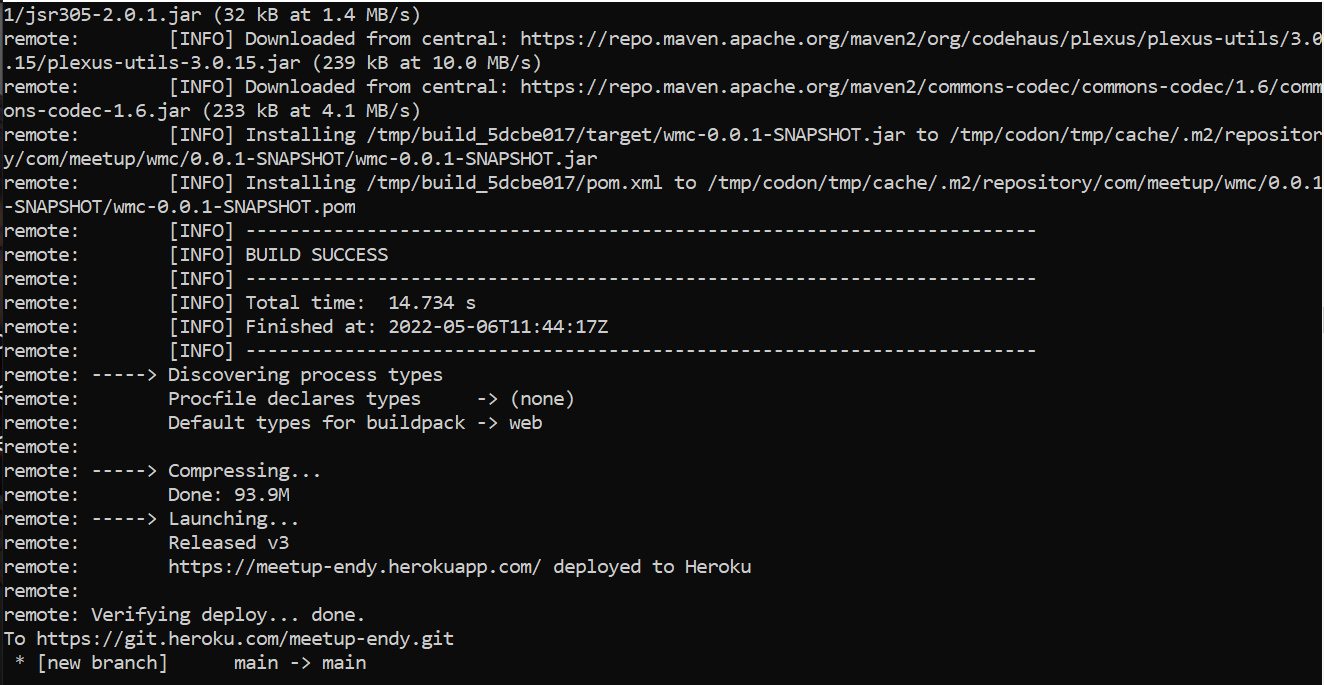 1/jsr305-2.0.1.jar (32 kB at 1.4 MB/s)
remote:        [INFO] Downloaded from central: https://repo.maven.apache.org/maven2/org/codehaus/plexus/plexus-utils/3.0
.15/plexus-utils-3.0.15.jar (239 kB at 10.0 MB/s)
remote:        [INFO] Downloaded from central: https://repo.maven.apache.org/maven2/commons-codec/commons-codec/1.6/comm
ons-codec-1.6.jar (233 kB at 4.1 MB/s)
remote:        [INFO] Installing /tmp/build_5dcbe017/target/wmc-0.0.1-SNAPSHOT.jar to /tmp/codon/tmp/cache/.m2/repositor
y/com/meetup/wmc/0.0.1-SNAPSHOT/wmc-0.0.1-SNAPSHOT.jar
remote:        [INFO] Installing /tmp/build_5dcbe017/pom.xml to /tmp/codon/tmp/cache/.m2/repository/com/meetup/wmc/0.0.1
-SNAPSHOT/wmc-0.0.1-SNAPSHOT.pom
remote:        [INFO] ------------------------------------------------------------------------
remote:        [INFO] BUILD SUCCESS
remote:        [INFO] ------------------------------------------------------------------------
remote:        [INFO] Total time:  14.734 s
remote:        [INFO] Finished at: 2022-05-06T11:44:17Z
remote:        [INFO] ------------------------------------------------------------------------
remote: -----> Discovering process types
remote:        Procfile declares types     -> (none)
remote:        Default types for buildpack -> web
remote:
remote: -----> Compressing...
remote:        Done: 93.9M
remote: -----> Launching...
remote:        Released v3
remote:        https://meetup-endy.herokuapp.com/ deployed to Heroku
remote:
remote: Verifying deploy... done.
To https://git.heroku.com/meetup-endy.git
 * [new branch]      main -> main